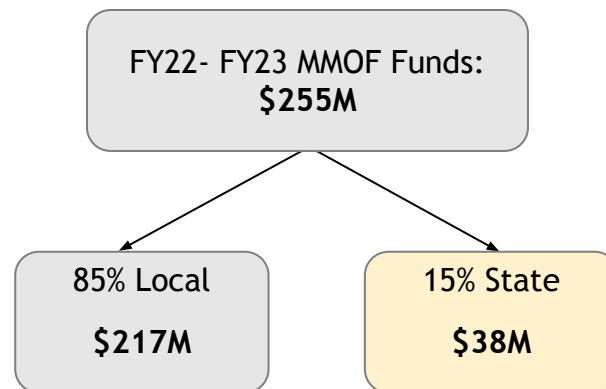 FY22- FY23 MMOF Funds:
$255M
85% Local
$217M
15% State
$38M